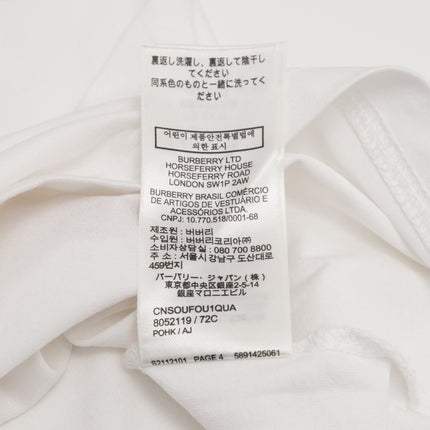 裏返し洗濯し、裏返して陰干し
てください
同系色のものと一緒に洗ってく
ださい
어린이 제품안전특별법에
의한 표시
BURBERRY LTD
HORSEFERRY HOUSE
HORSEFERRY ROAD
LONDON SW1P 2AW
BURBERRY BRASIL COMÉRCIO
DE ARTIGOS DE VESTUÁRIO E
ACESSÓRIOS LTDA.
CNPJ: 10.770.518/0001-68
제조원 : 버버리
수입원 : 버버리코리아㈜
소비자상담실 : 080 700 8800
주 소 : 서울시강남구 도산대로
459번지
バーバリー・ジャパン(株)
東京都中央区銀座2-5-14
銀座マロニエビル
CNSOUFOU1QUA
8052119 / 72C
POHK / AJ
S2112101 PAGE 4 5891425061